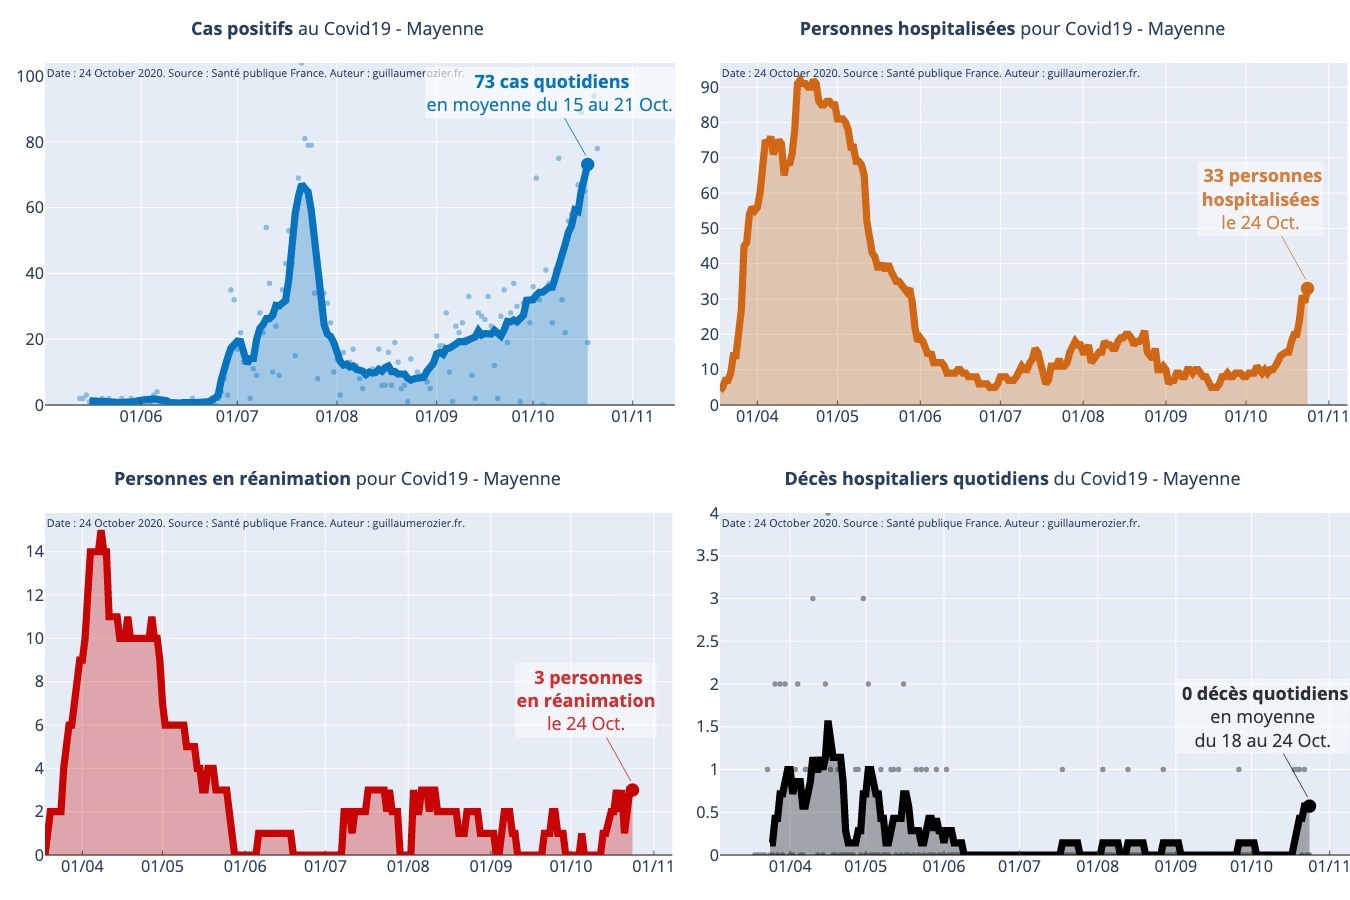 Cas positifs au Covid19 - Mayenne
Date : 24 October 2020. Source : Santé publique France. Auteur : guillaumerozier.fr.
73 cas quotidiens
en moyenne du 15 au 21 Oct.
100
80
60
40
20
0
01/06 01/07 01/08 01/09 01/10 01/11
Personnes hospitalisées pour Covid19 - Mayenne
Date : 24 October 2020. Source : Santé publique France. Auteur : guillaumerozier.fr.
90
80
70
60
50
40
30
20
10
0
33 personnes
hospitalisées
le 24 Oct.
01/04 01/05 01/06 01/07 01/08 01/09 01/10 01/11
Personnes en réanimation pour Covid19 - Mayenne
Date : 24 October 2020. Source : Santé publique France. Auteur : guillaumerozier.fr.
14
12
10
8
6
4
2
0
3 personnes
en réanimation
le 24 Oct.
01/04 01/05 01/06 01/07 01/08 01/09 01/10 01/11
Décès hospitaliers quotidiens du Covid19 - Mayenne
4
Date : 24 October 2020. Source : Santé publique France. Auteur : guillaumerozier.fr.
3.5
3
2.5
2
1.5
1
0.5
0
0 décès quotidiens
en moyenne
du 18 au 24 Oct.
01/04 01/05 01/06 01/07 01/08 01/09 01/10 01/11